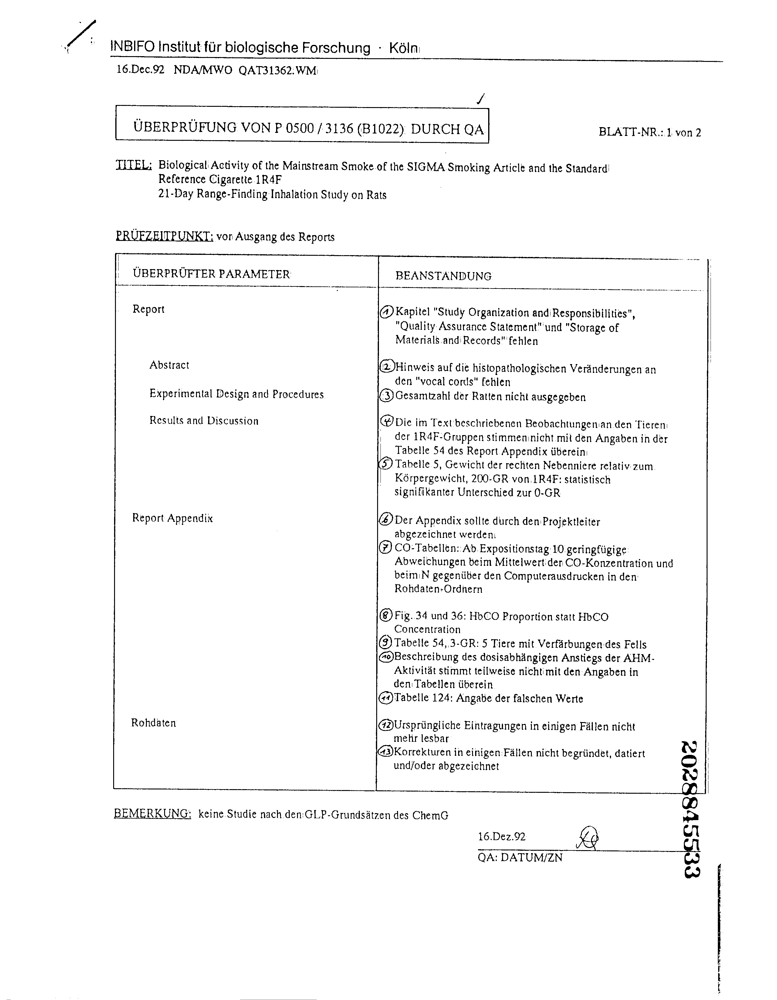 INBIFO Institut für biologische Forschung · Köln
16.Dec.92 NDA/MWO QAT31362.WM
ÜBERPRÜFUNG VON P 0500 / 3136 (B1022) DURCH QA
BLATT-NR.: 1 von 2
TITEL: Biological Activity of the Mainstream Smoke of the SIGMA Smoking Article and the Standard
Reference Cigarette 1R4F
21-Day Range-Finding Inhalation Study on Rats
PRÜFZEITPUNKT: vor Ausgang des Reports
ÜBERPRÜFTER PARAMETER
BEANSTANDUNG
Report
1 Kapitel "Study Organization and Responsibilities",
"Quality Assurance Statement" und "Storage of
Materials and Records" fehlen
Abstract
2 Hinweis auf die histopathologischen Veränderungen an
den "vocal cords" fehlen
Experimental Design and Procedures
3 Gesamtzahl der Ratten nicht ausgegeben
Results and Discussion
4 Die im Text beschriebenen Beobachtungen an den Tieren
der 1R4F-Gruppen stimmen nicht mit den Angaben in der
Tabelle 54 des Report Appendix überein
5 Tabelle 5, Gewicht der rechten Nebenniere relativ zum
Körpergewicht, 200-GR von 1R4F: statistisch
signifikanter Unterschied zur 0-GR
Report Appendix
6 Der Appendix sollte durch den Projektleiter
abgezeichnet werden
7 CO-Tabellen: Ab Expositionstag 10 geringfügige
Abweichungen beim Mittelwert der CO-Konzentration und
beim N gegenüber den Computerausdrucken in den
Rohdaten-Ordnern
8 Fig. 34 und 36: HbCO Proportion statt HbCO
Concentration
9 Tabelle 54, 3-GR: 5 Tiere mit Verfärbungen des Fells
10 Beschreibung des dosisabhängigen Anstiegs der AHM-
Aktivität stimmt teilweise nicht mit den Angaben in
den Tabellen überein
11 Tabelle 124: Angabe der falschen Werte
Rohdaten
12 Ursprüngliche Eintragungen in einigen Fällen nicht
mehr lesbar
13 Korrekturen in einigen Fällen nicht begründet, datiert
und/oder abgezeichnet
BEMERKUNG: keine Studie nach den GLP-Grundsätzen des ChemG
16.Dez.92
QA: DATUM/ZN
2028845533